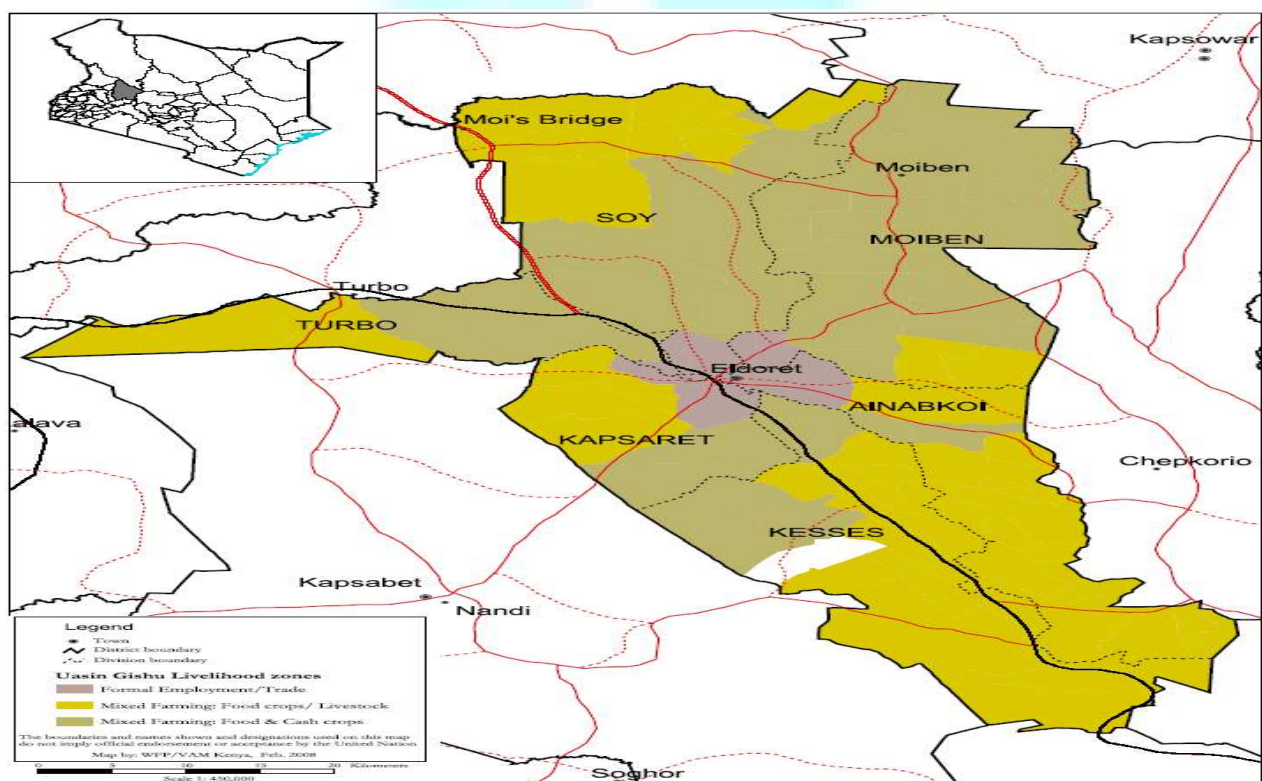 Kapsowar
Moi's Bridge
Moiben
SOY
MOIBEN
Turbo
TURBO
Eldoret
AINABKOI
alava
KAPSARET
Chepkorio
KESSES
Kapsabet
Nandi
Legend
Town
District boundary
Division boundary
Uasin Gishu Livelihood zones
Formal Employment/Trade
Mixed Farming: Food crops/ Livestock
Mixed Farming: Food & Cash crops
The boundaries and names shown and designations used on this map
do not imply official endorsement or acceptance by the United Nation
Map by: WFP/VAM Kenya, Feb. 2008
0 5 10 15 20 Kilometers
Scale 1: 450,000
Soghor